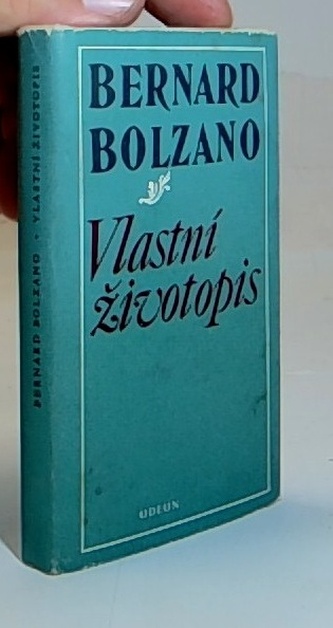 BERNARD
BOLZANO
Vlastní
životopis
ODEON
BERNARD BOLZANO • VLASTNÍ ŽIVOTOPIS